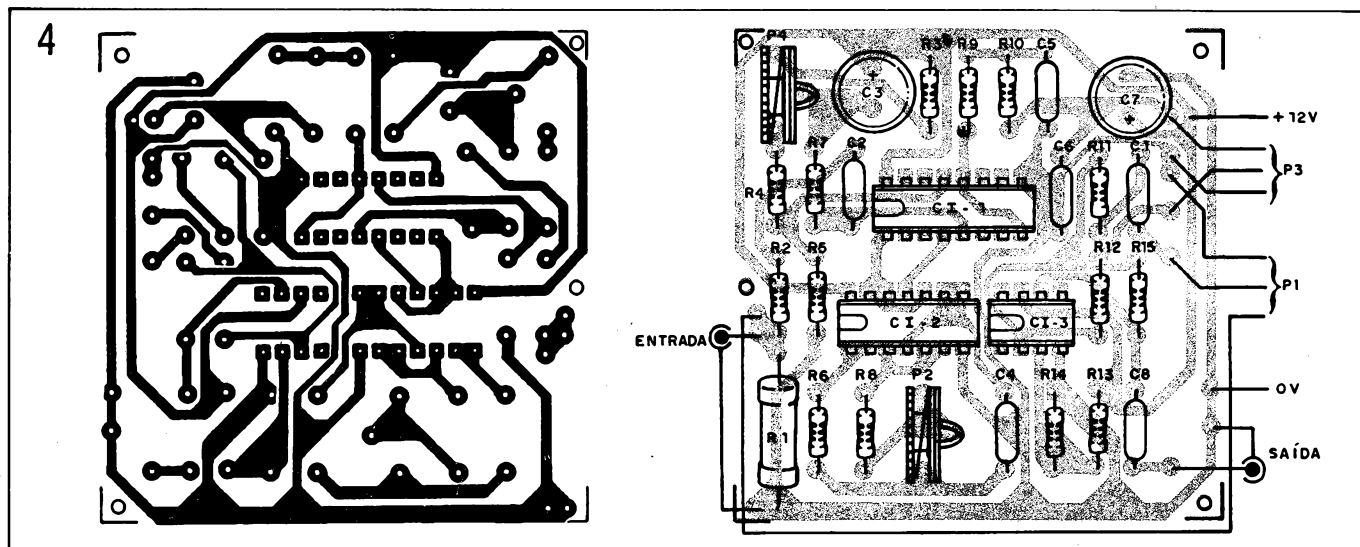 4
P4
C3
R3
R9
R10
C5
C7
+12V
P3
R7
C2
R4
CI-1
C6
R11
C1
R2
R5
R12
R15
P1
ENTRADA
CI-2
CI-3
R6
R8
P2
C4
R14
R13
C8
0V
R1
SAÍDA